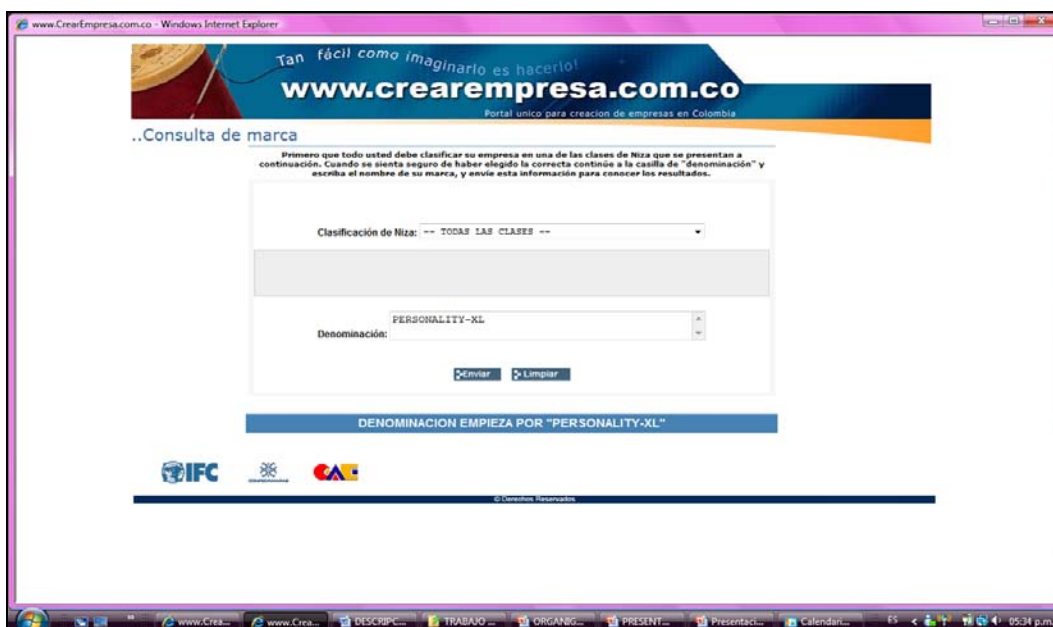 www.CrearEmpresa.com.co - Windows Internet Explorer
Tan fácil como imaginarlo es hacerlo!
www.crearempresa.com.co
Portal unico para creacion de empresas en Colombia
..Consulta de marca
Primero que todo usted debe clasificar su empresa en una de las clases de Niza que se presentan a
continuación. Cuando se sienta seguro de haber elegido la correcta continúe a la casilla de "denominación" y
escriba el nombre de su marca, y envíe esta información para conocer los resultados.
Clasificación de Niza: -- TODAS LAS CLASES --
Denominación: PERSONALITY-XL
Enviar Limpiar
DENOMINACION EMPIEZA POR "PERSONALITY-XL"
IFC CAE
© Derechos Reservados
www.Crea... www.Crea... DESCRIPC... TRABAJO ... ORGANIG... PRESENT... Presentaci... Calendari... ES 05:34 p.m.